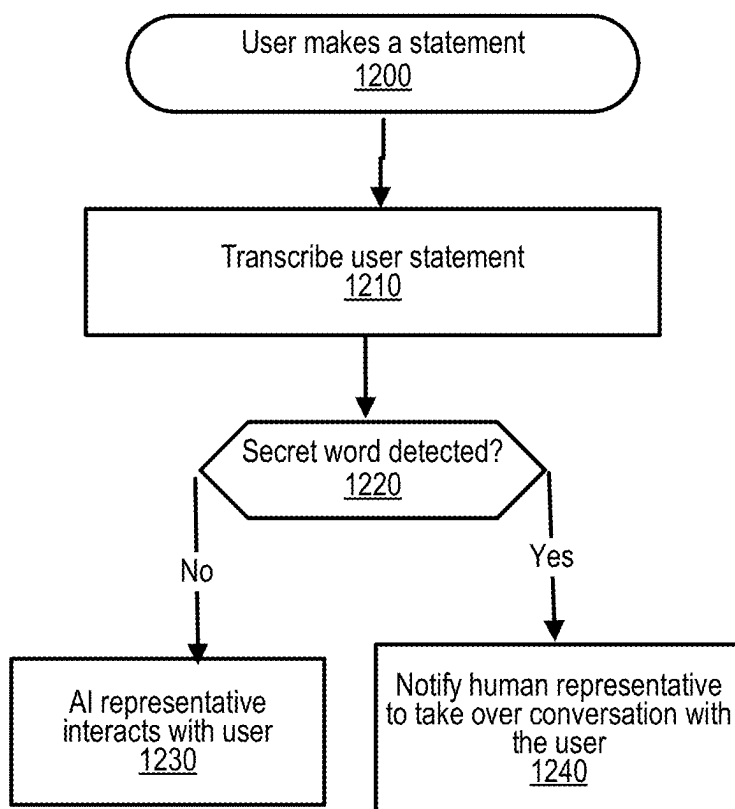 User makes a statement
1200
Transcribe user statement
1210
Secret word detected?
1220
No
Yes
AI representative
interacts with user
1230
Notify human representative
to take over conversation with
the user
1240